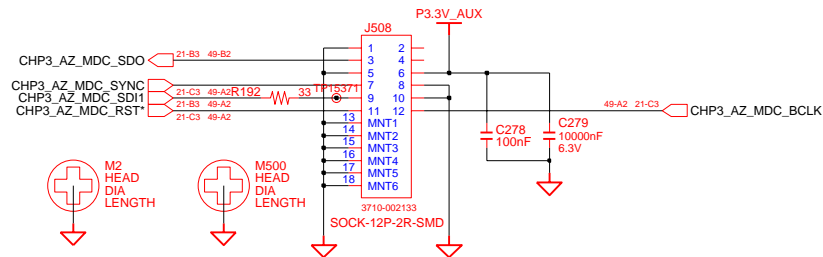 P3.3V_AUX
J508
1 2
CHP3_AZ_MDC_SDO 21-B3 49-B2 3 4
5 6
CHP3_AZ_MDC_SYNC 7 8
CHP3_AZ_MDC_SDI1 21-C3 49-A2 R192 33 TP15371 9 10
CHP3_AZ_MDC_RST* 21-B3 49-A2 11 12 49-A2 21-C3 CHP3_AZ_MDC_BCLK
21-C3 49-A2
13 MNT1
14 MNT2
15 MNT3
16 MNT4
17 MNT5
18 MNT6
C278
100nF
C279
10000nF
6.3V
M2
HEAD
DIA
LENGTH
M500
HEAD
DIA
LENGTH
3710-002133
SOCK-12P-2R-SMD